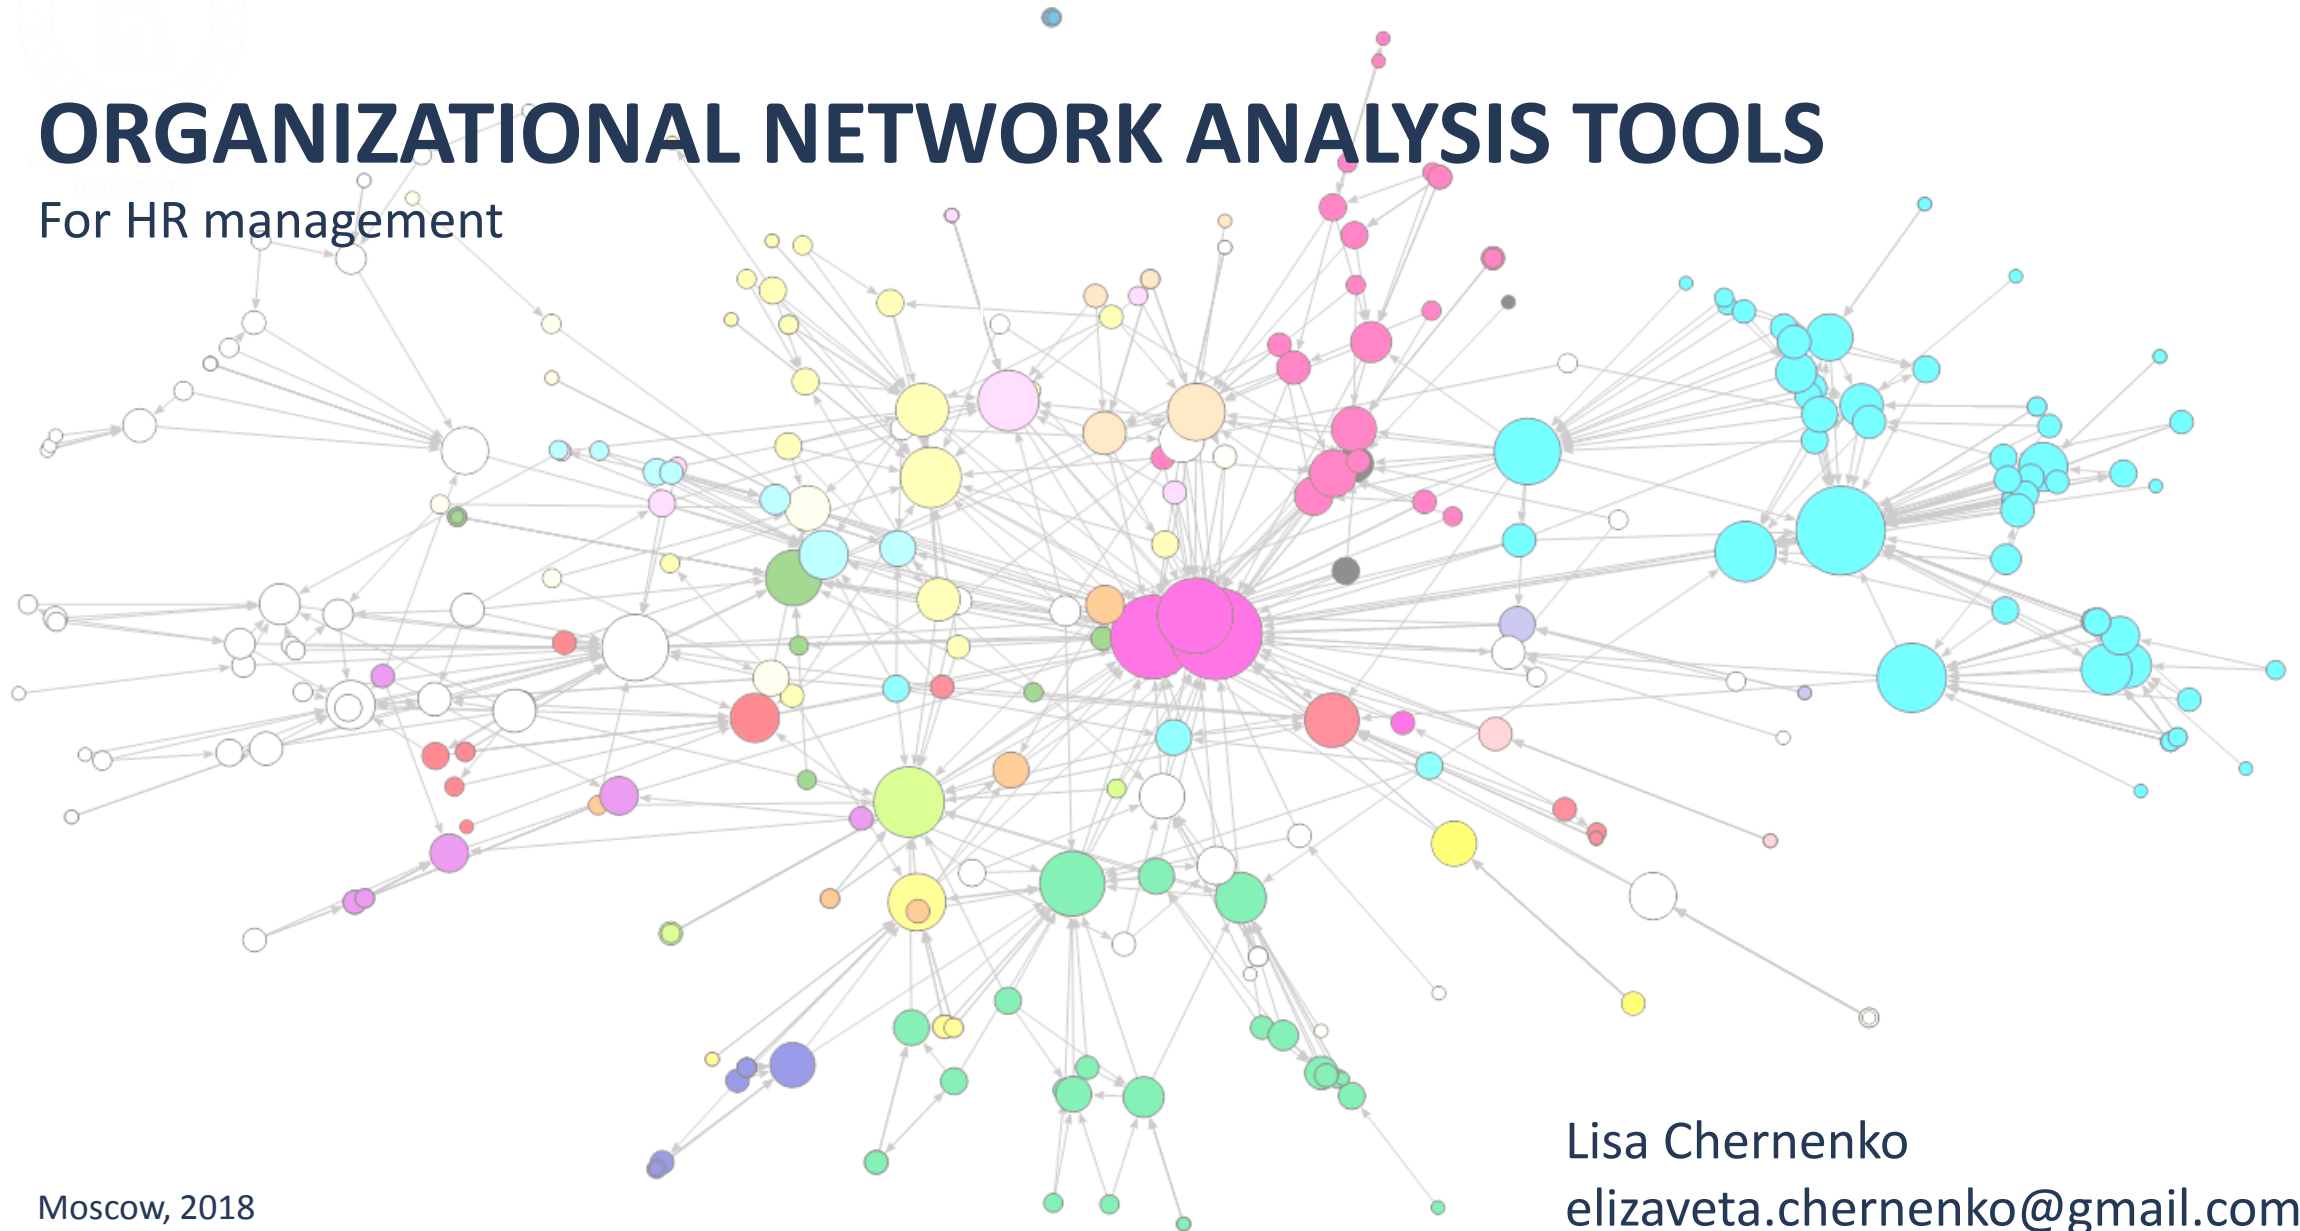 ORGANIZATIONAL NETWORK ANALYSIS TOOLS
For HR management
Lisa Chernenko
elizaveta.chernenko@gmail.com
Moscow, 2018